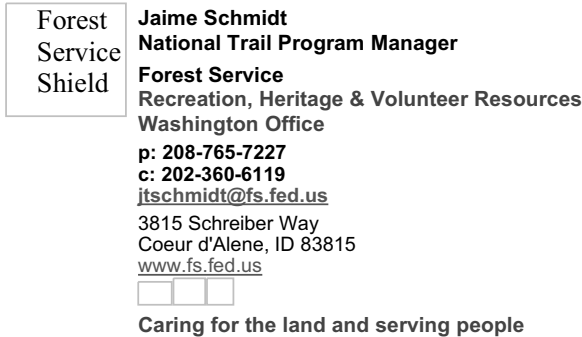 Forest
Service
Shield
Jaime Schmidt
National Trail Program Manager
Forest Service
Recreation, Heritage & Volunteer Resources
Washington Office
p: 208-765-7227
c: 202-360-6119
jtschmidt@fs.fed.us
3815 Schreiber Way
Coeur d'Alene, ID 83815
www.fs.fed.us
Caring for the land and serving people